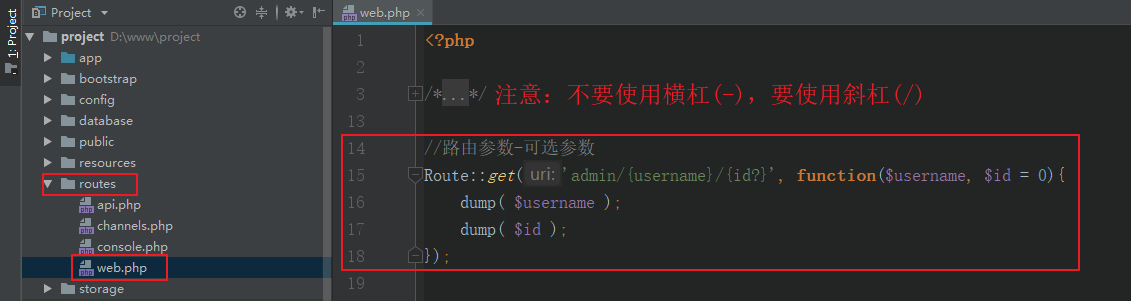 1: Project
Project
project D:\www\project
app
bootstrap
config
database
public
resources
routes
api.php
channels.php
console.php
web.php
storage
web.php
1 <?php
2
3 /*...*/ 注意：不要使用横杠(-)，要使用斜杠(/)
13
14 //路由参数-可选参数
15 Route::get( uri: 'admin/{username}/{id?}', function($username, $id = 0){
16 dump( $username );
17 dump( $id );
18 });
19